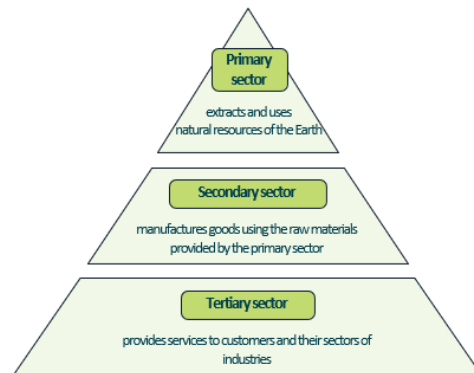 Primary
sector
extracts and uses
natural resources of the Earth
Secondary sector
manufactures goods using the raw materials
provided by the primary sector
Tertiary sector
provides services to customers and their sectors of
industries